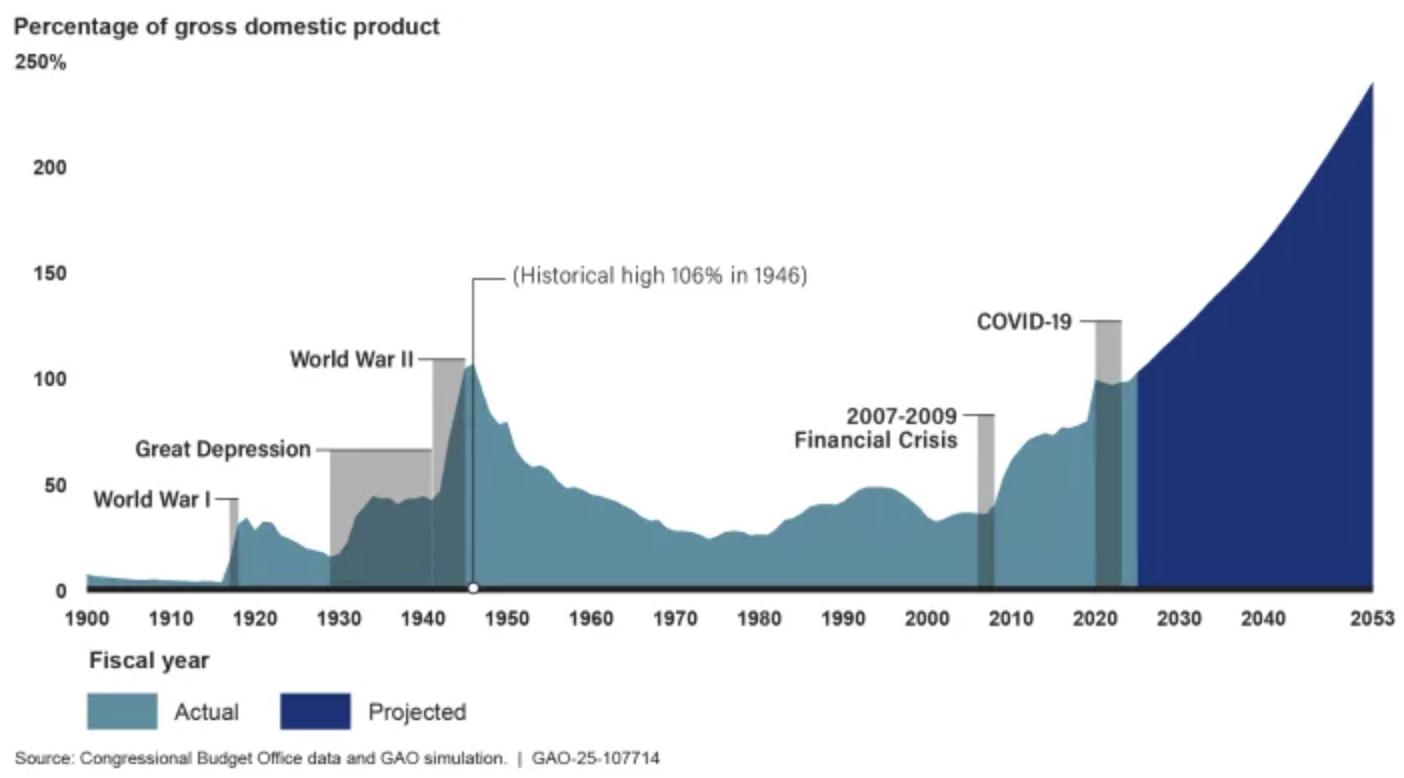 Percentage of gross domestic product
250%
200
150
100
50
0
(Historical high 106% in 1946)
COVID-19
World War II
2007-2009
Financial Crisis
Great Depression
World War I
1900 1910 1920 1930 1940 1950 1960 1970 1980 1990 2000 2010 2020 2030 2040 2053
Fiscal year
Actual Projected
Source: Congressional Budget Office data and GAO simulation. | GAO-25-107714